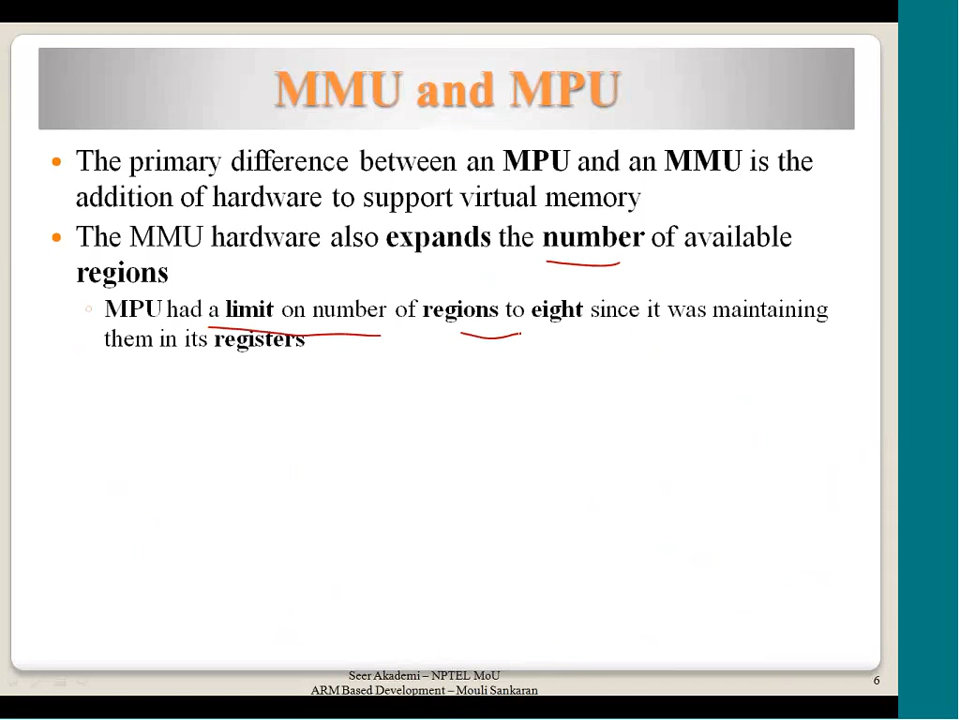 MMU and MPU
• The primary difference between an MPU and an MMU is the
addition of hardware to support virtual memory
• The MMU hardware also expands the number of available
regions
◦ MPU had a limit on number of regions to eight since it was maintaining
them in its registers
Seer Akademi – NPTEL MoU
ARM Based Development – Mouli Sankaran
6